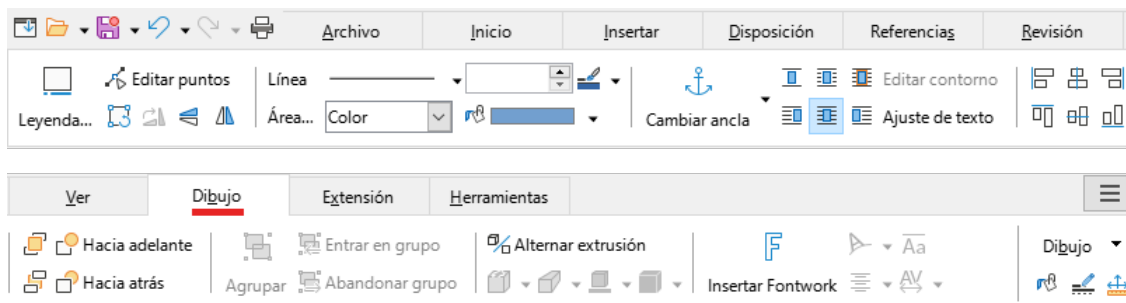 Archivo Inicio Insertar Disposición Referencias Revisión
Editar puntos Línea Editar contorno
Leyenda... Área... Color Cambiar ancla Ajuste de texto
Ver Dibujo Extensión Herramientas
Hacia adelante Entrar en grupo Alternar extrusión F Aa Dibujo
Hacia atrás Agrupar Abandonar grupo Insertar Fontwork AV